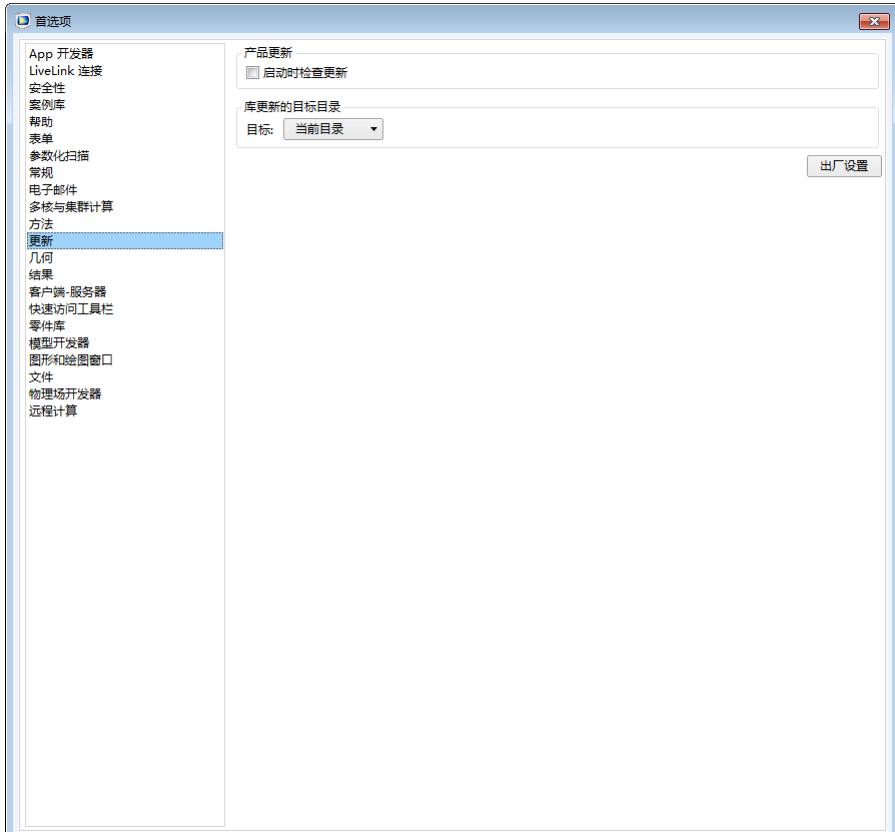 首选项
App 开发器
LiveLink 连接
安全性
案例库
帮助
表单
参数化扫描
常规
电子邮件
多核与集群计算
方法
更新
几何
结果
客户端-服务器
快速访问工具栏
零件库
模型开发器
图形和绘图窗口
文件
物理场开发器
远程计算
产品更新
启动时检查更新
库更新的目标目录
目标: 当前目录
出厂设置